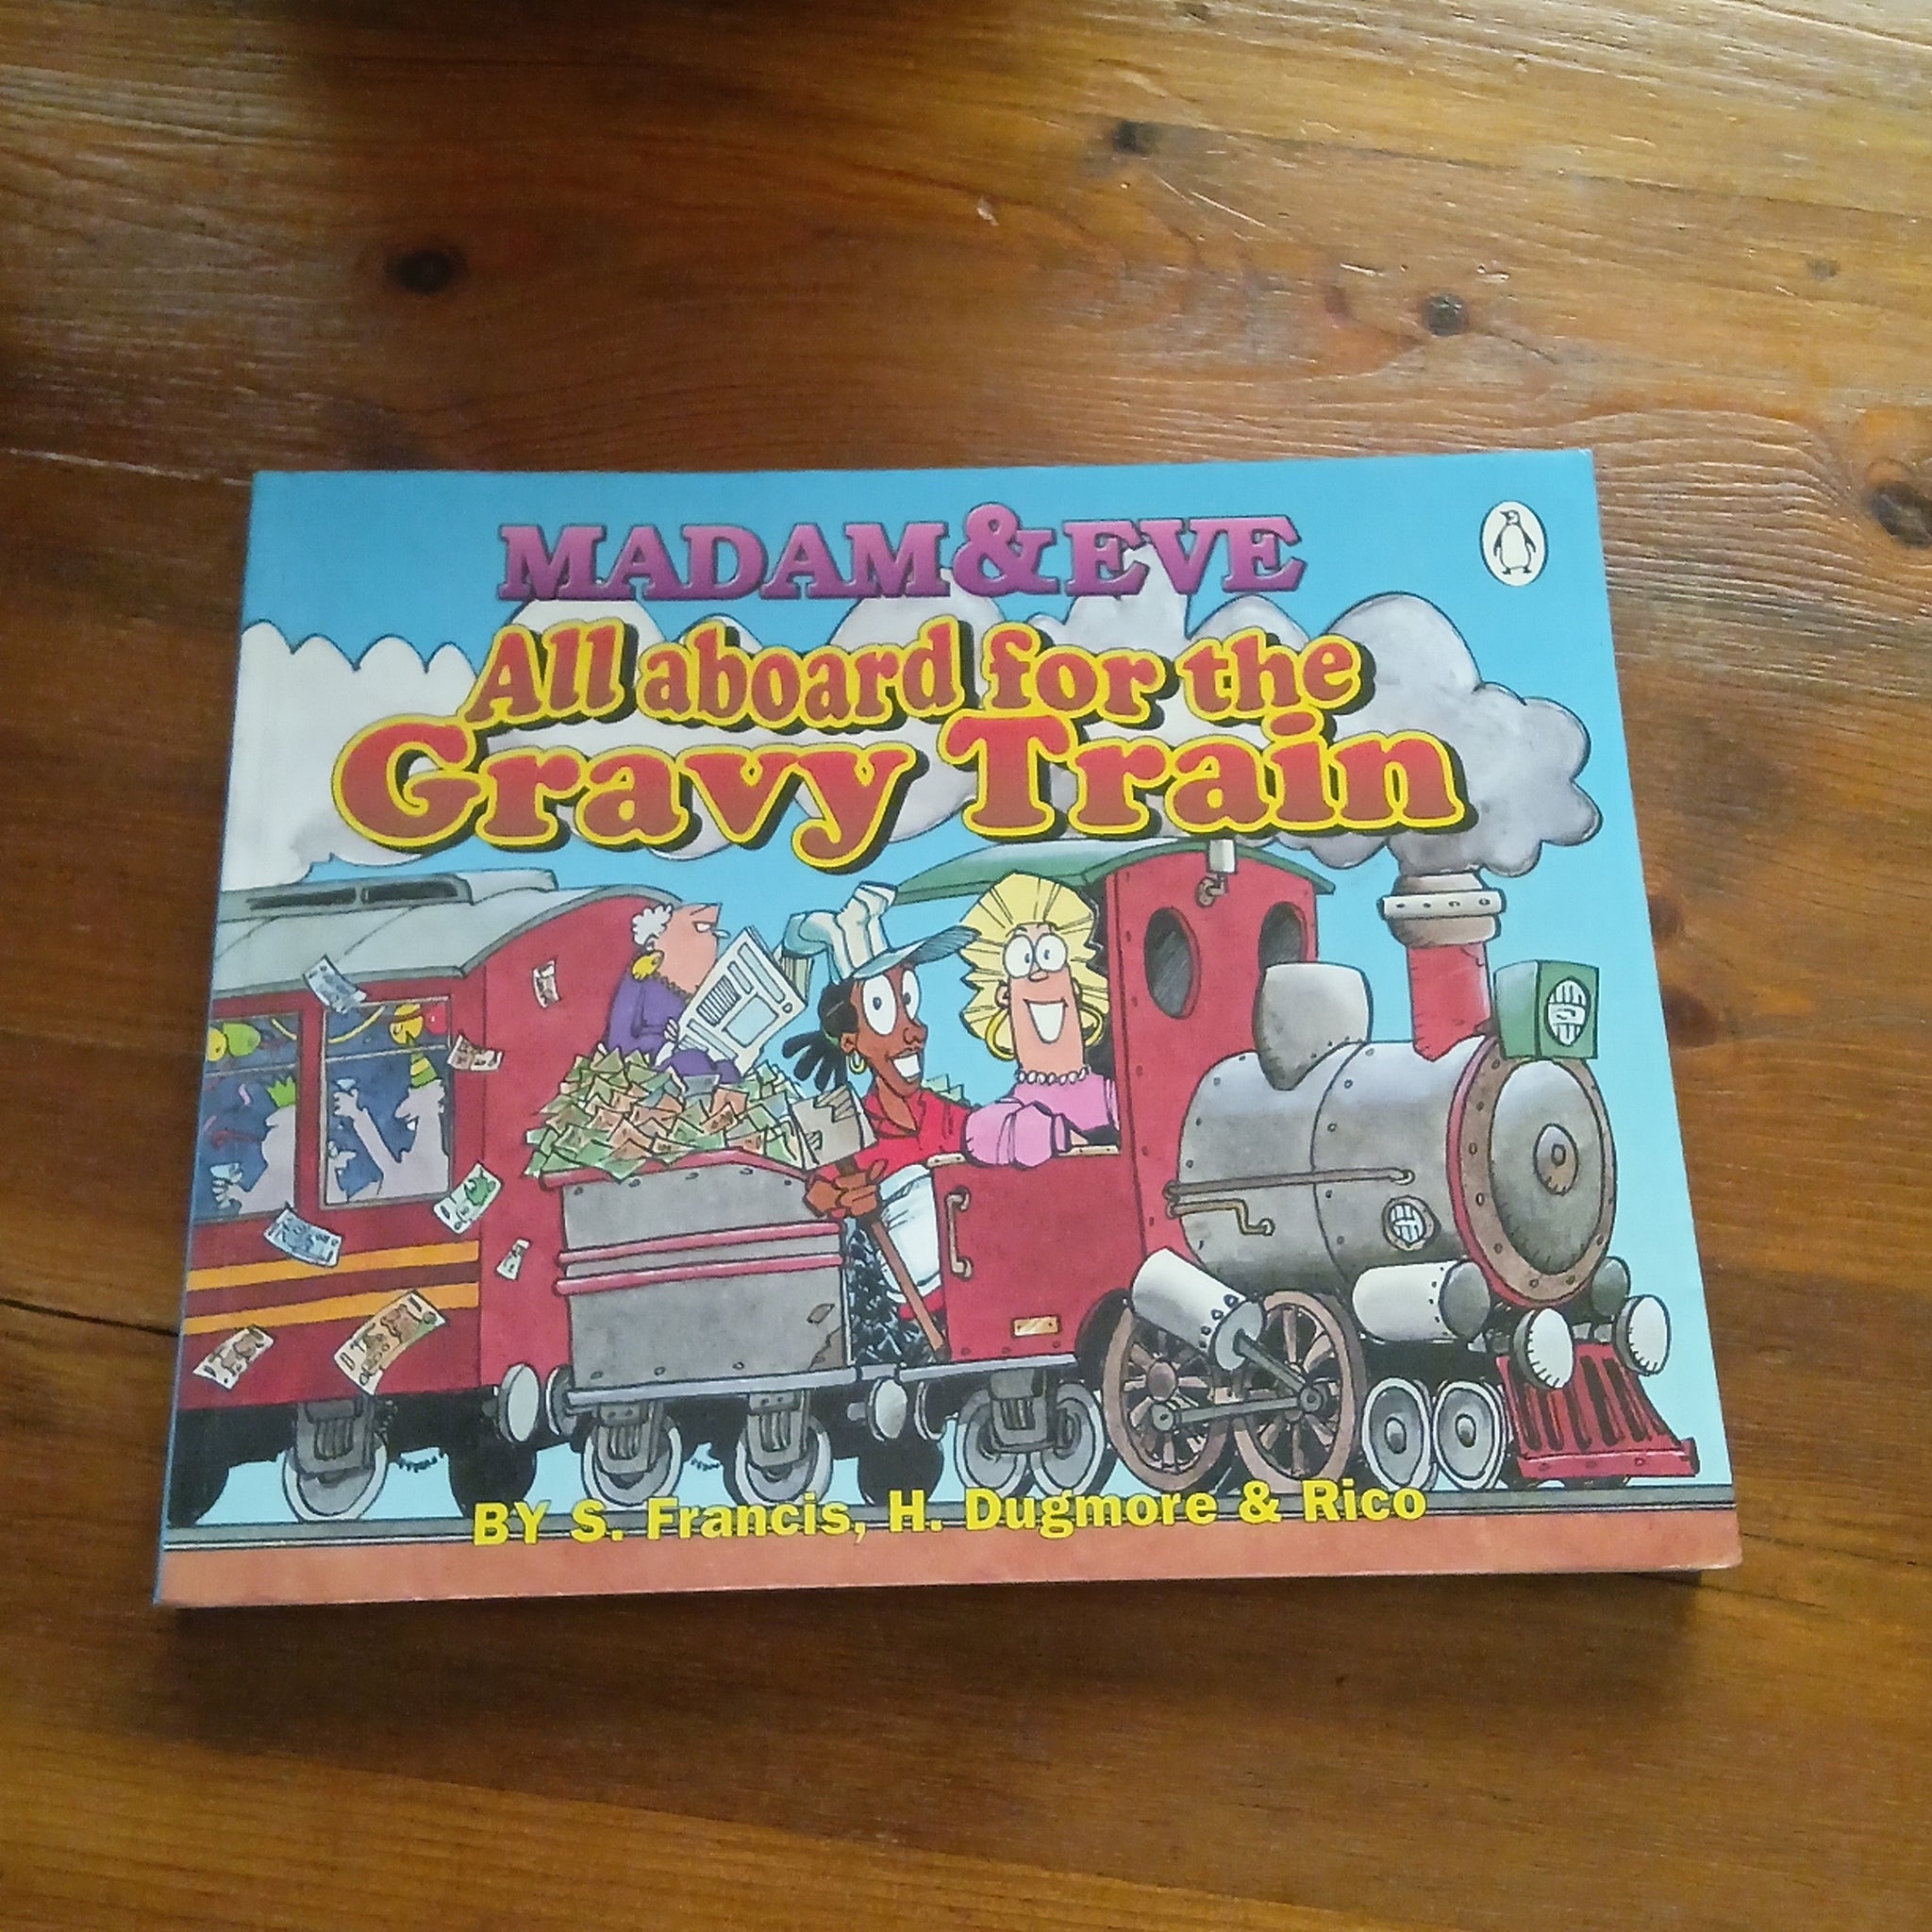 MADAM & EVE
All aboard for the
Gravy Train
BY S. Francis, H. Dugmore & Rico